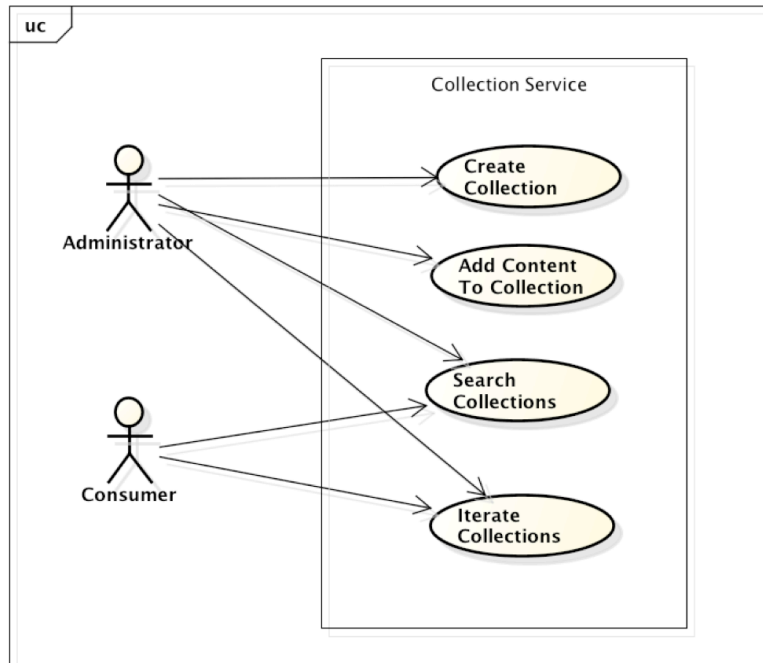 uc
Collection Service
Create
Collection
Administrator
Add Content
To Collection
Search
Collections
Consumer
Iterate
Collections